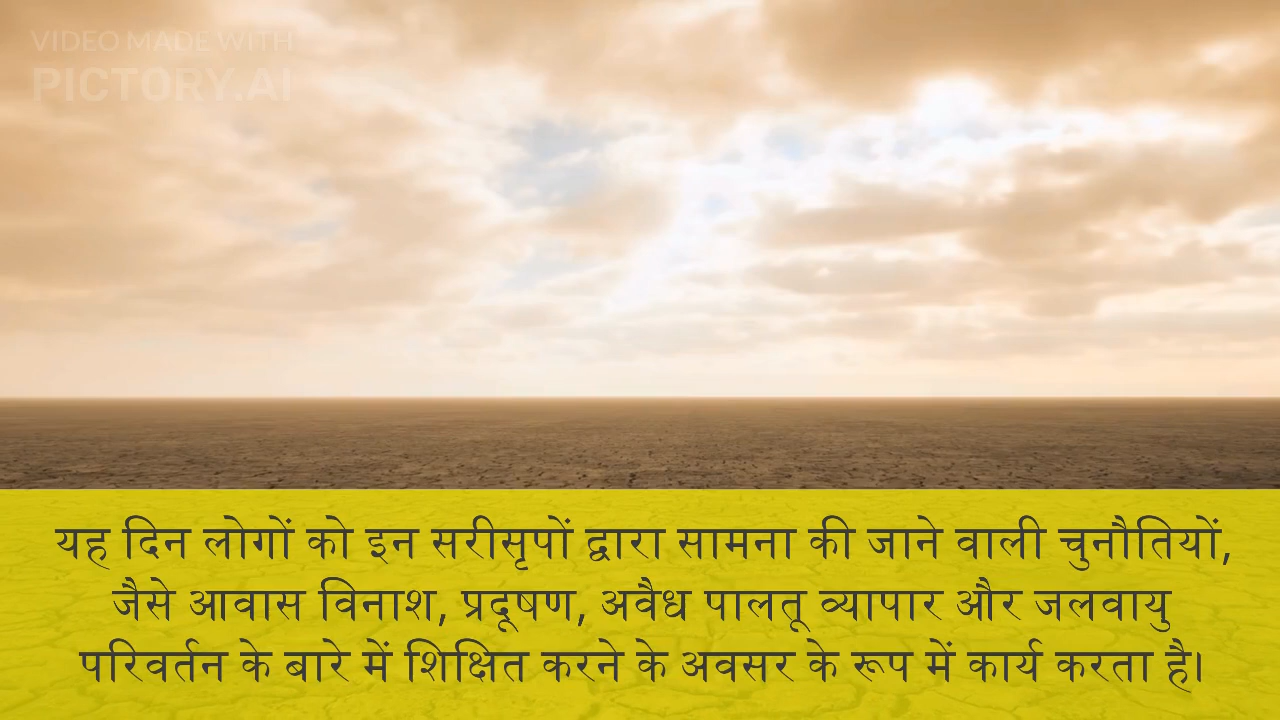 VIDEO MADE WITH
PICTORY.AI
यह दिन लोगों को इन सरीसृपों द्वारा सामना की जाने वाली चुनौतियों,
जैसे आवास विनाश, प्रदूषण, अवैध पालतू व्यापार और जलवायु
परिवर्तन के बारे में शिक्षित करने के अवसर के रूप में कार्य करता है।